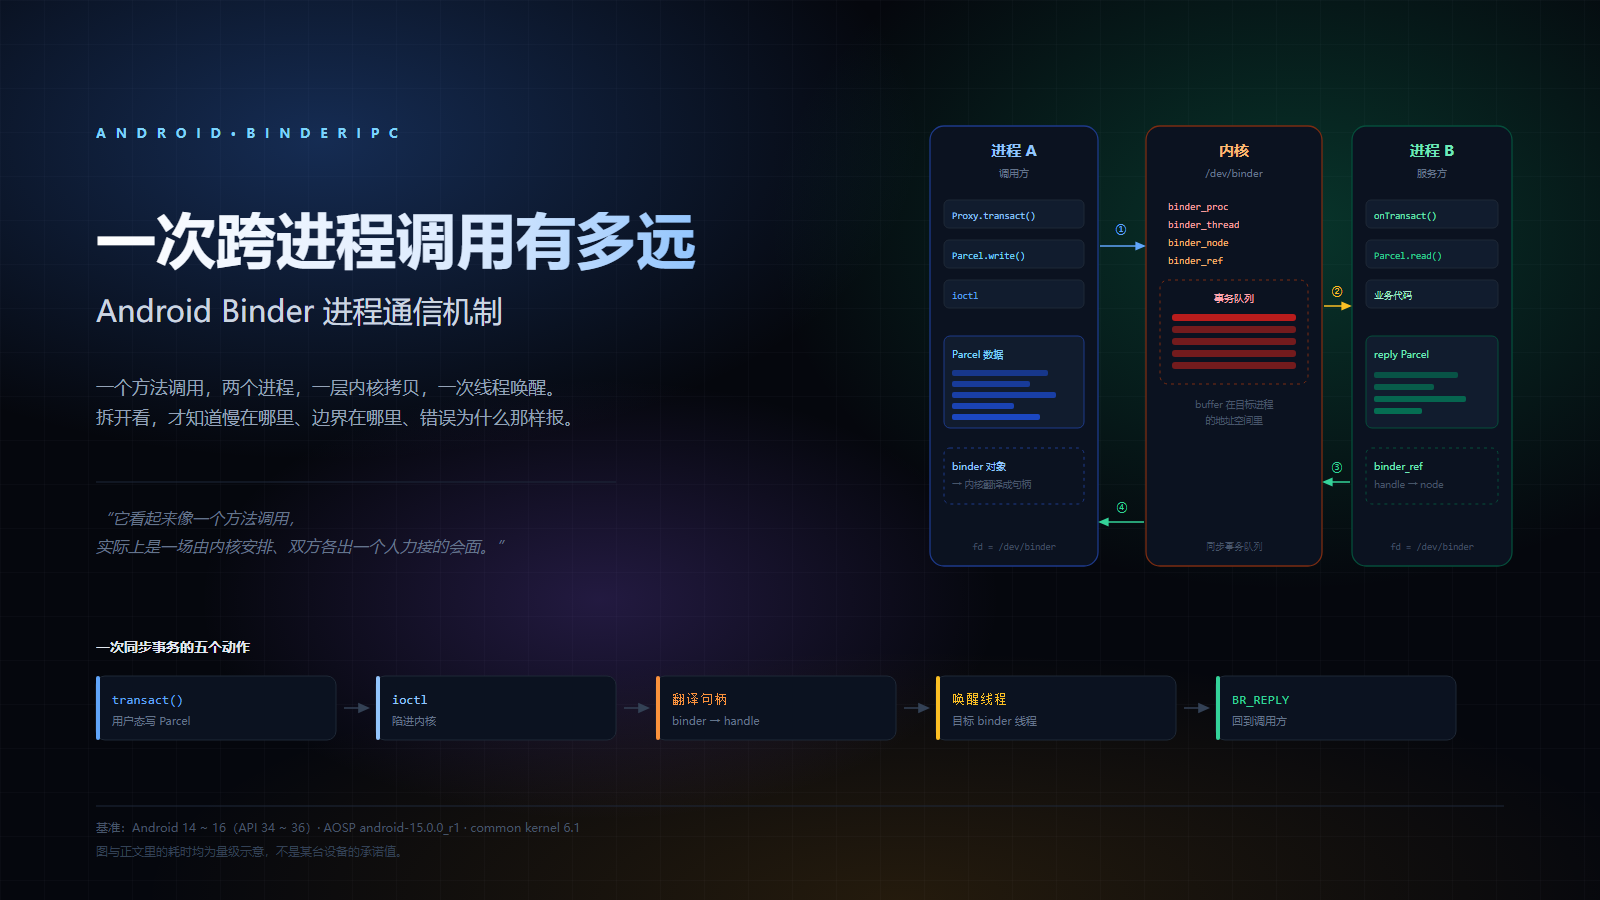 ANDROID·BINDERIPC
一次跨进程调用有多远
Android Binder 进程通信机制
一个方法调用，两个进程，一层内核拷贝，一次线程唤醒。
拆开看，才知道慢在哪里、边界在哪里、错误为什么那样报。
“它看起来像一个方法调用，
实际上是一场由内核安排、双方各出一个人力接的会面。”
进程 A
调用方
Proxy.transact()
Parcel.write()
ioctl
Parcel 数据
binder 对象
→ 内核翻译成句柄
fd = /dev/binder
①
④
内核
/dev/binder
binder_proc
binder_thread
binder_node
binder_ref
事务队列
buffer 在目标进程
的地址空间里
同步事务队列
②
③
进程 B
服务方
onTransact()
Parcel.read()
业务代码
reply Parcel
binder_ref
handle → node
fd = /dev/binder
一次同步事务的五个动作
transact()
用户态写 Parcel
ioctl
陷进内核
翻译句柄
binder → handle
唤醒线程
目标 binder 线程
BR_REPLY
回到调用方
基准：Android 14 ~ 16（API 34 ~ 36）· AOSP android-15.0.0_r1 · common kernel 6.1
图与正文里的耗时均为量级示意，不是某台设备的承诺值。